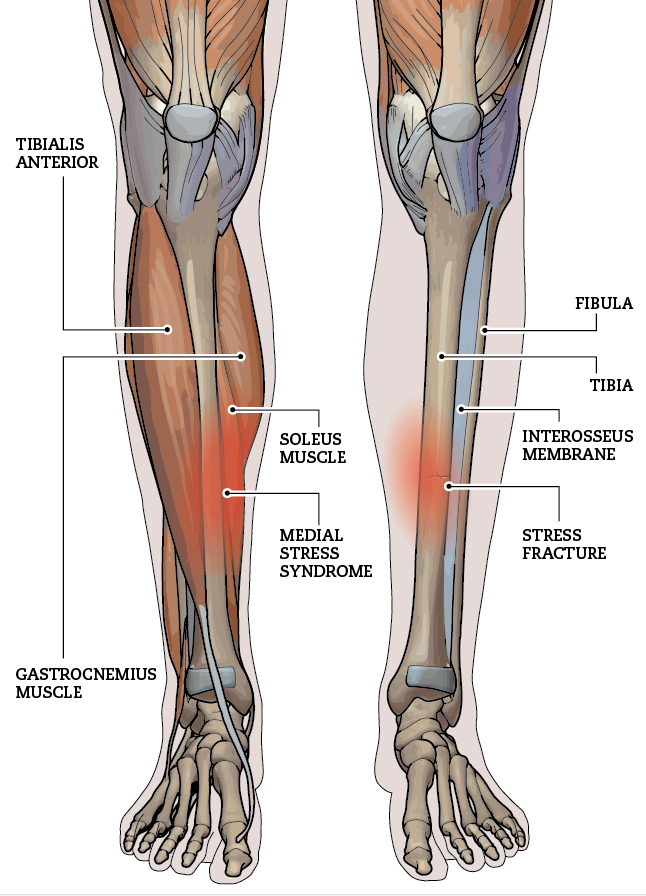 TIBIALIS
ANTERIOR
FIBULA
TIBIA
SOLEUS
MUSCLE
INTEROSSEUS
MEMBRANE
MEDIAL
STRESS
SYNDROME
STRESS
FRACTURE
GASTROCNEMIUS
MUSCLE